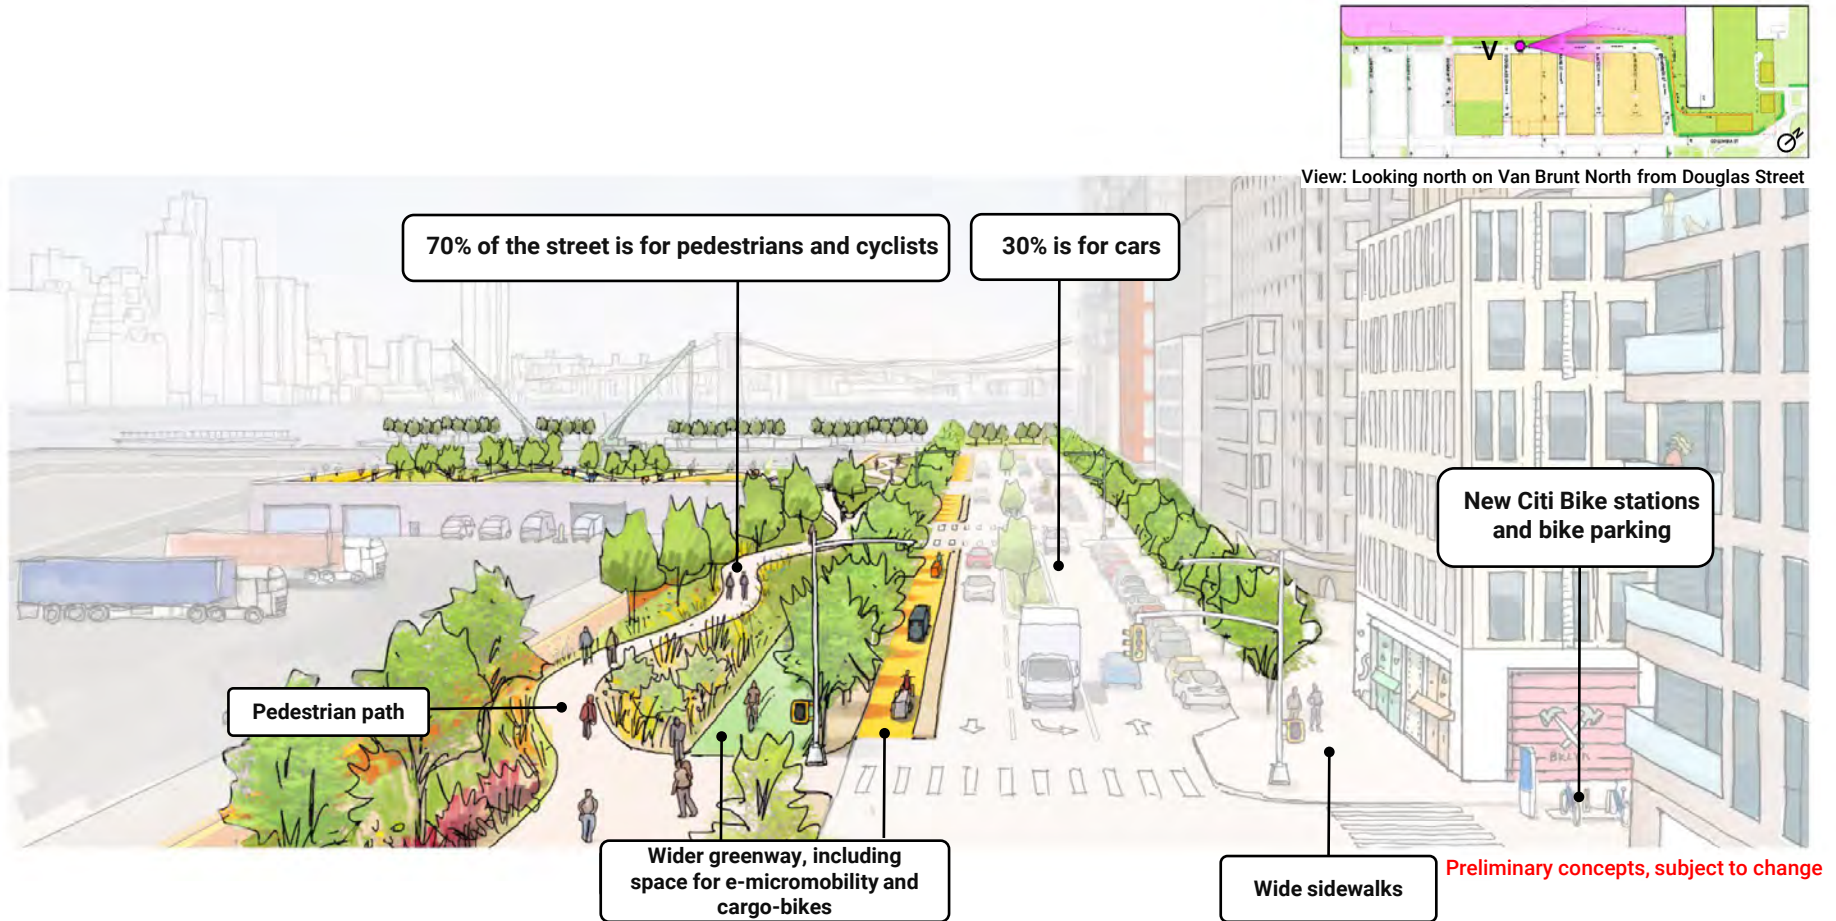 V
N
View: Looking north on Van Brunt North from Douglas Street
70% of the street is for pedestrians and cyclists
30% is for cars
New Citi Bike stations
and bike parking
Pedestrian path
BKLYN
Wider greenway, including
space for e-micromobility and
cargo-bikes
Wide sidewalks
Preliminary concepts, subject to change